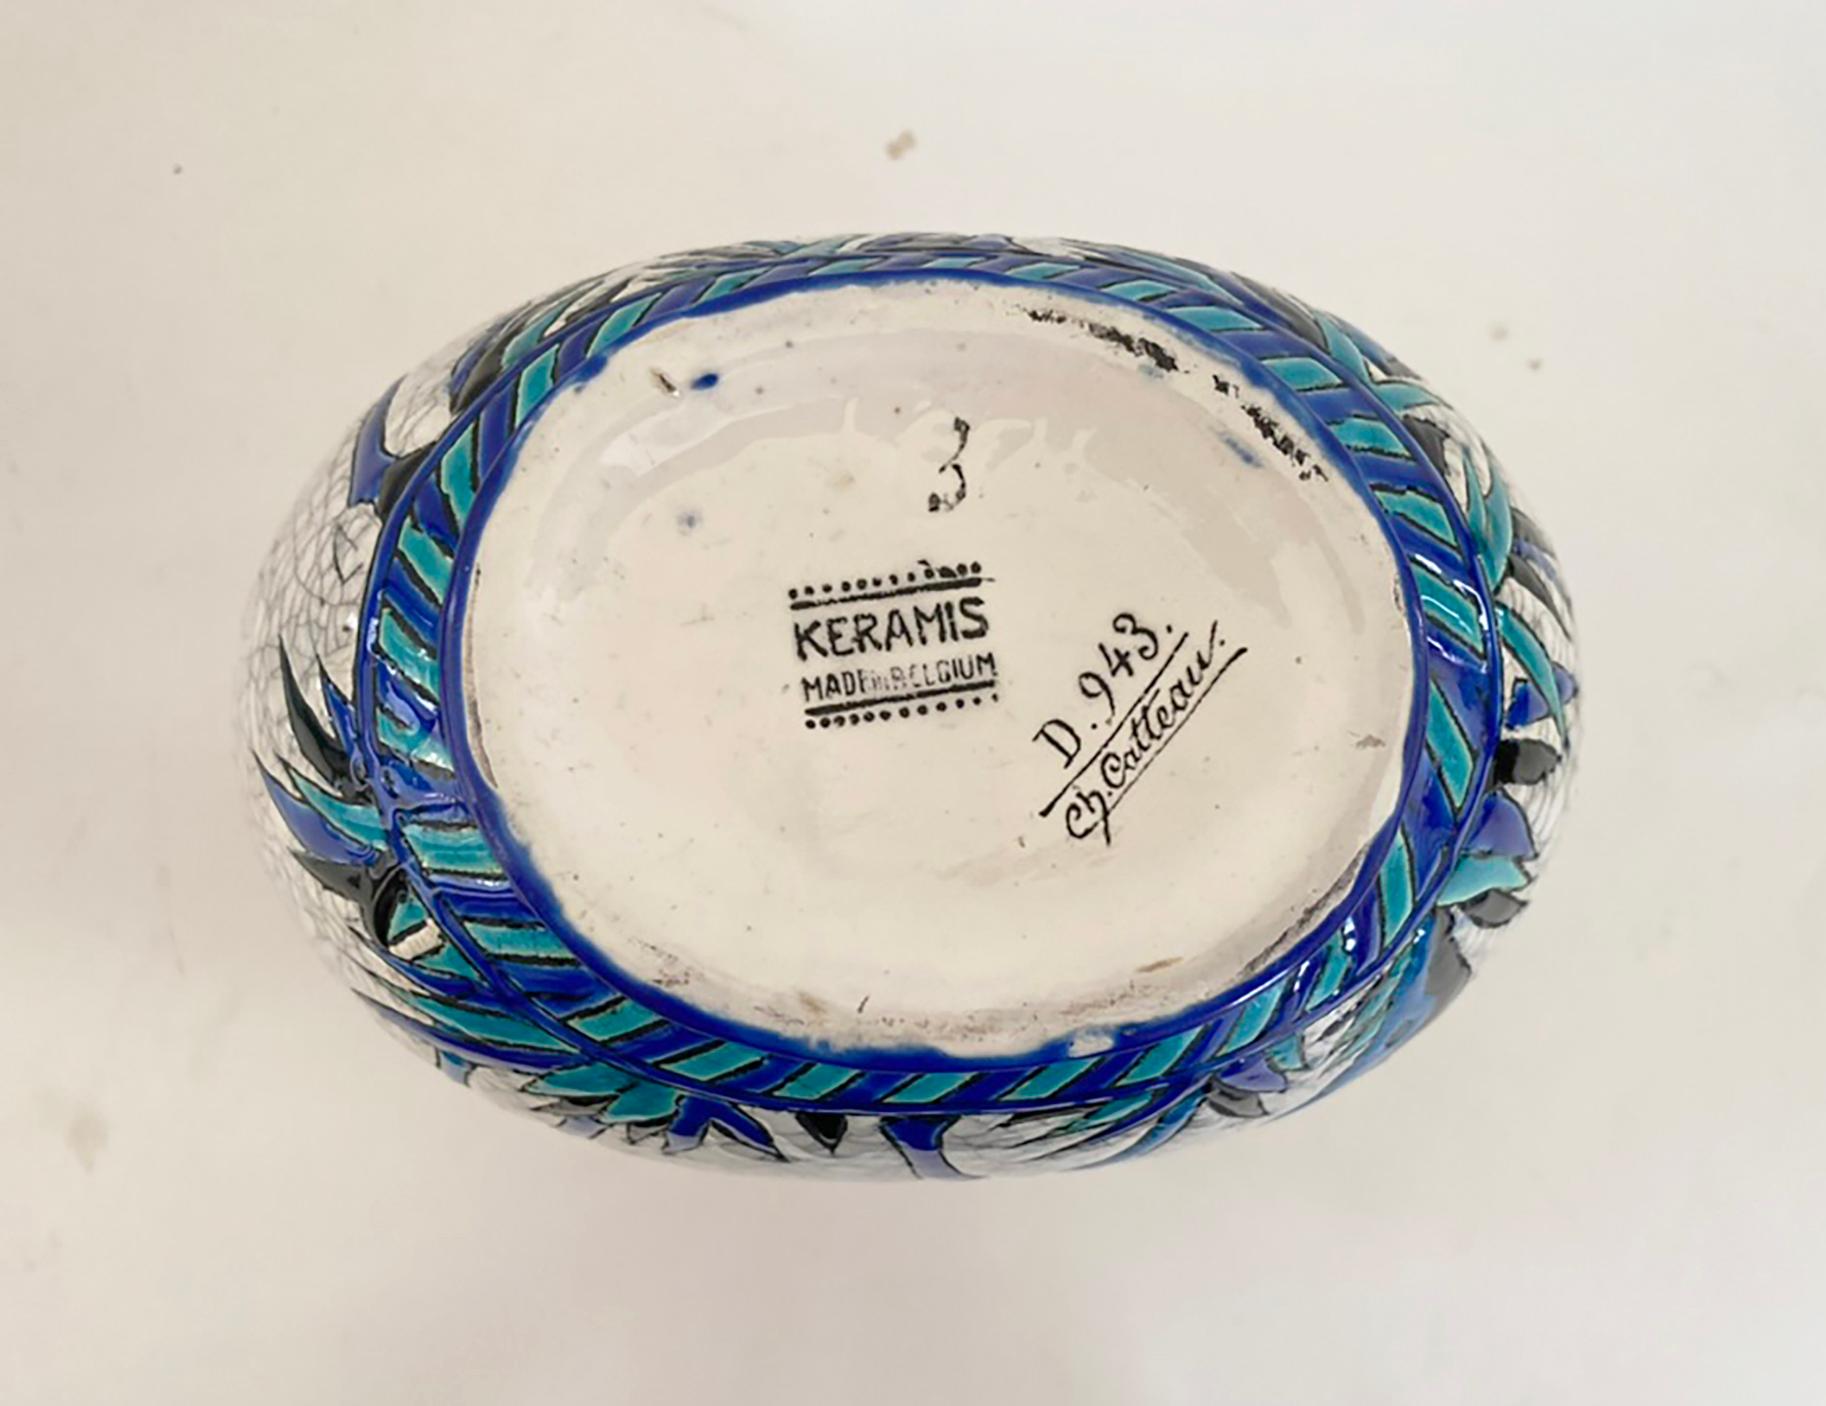 3
KERAMIS
MADE IN BELGIUM
D.943.
Ch.Catteau.